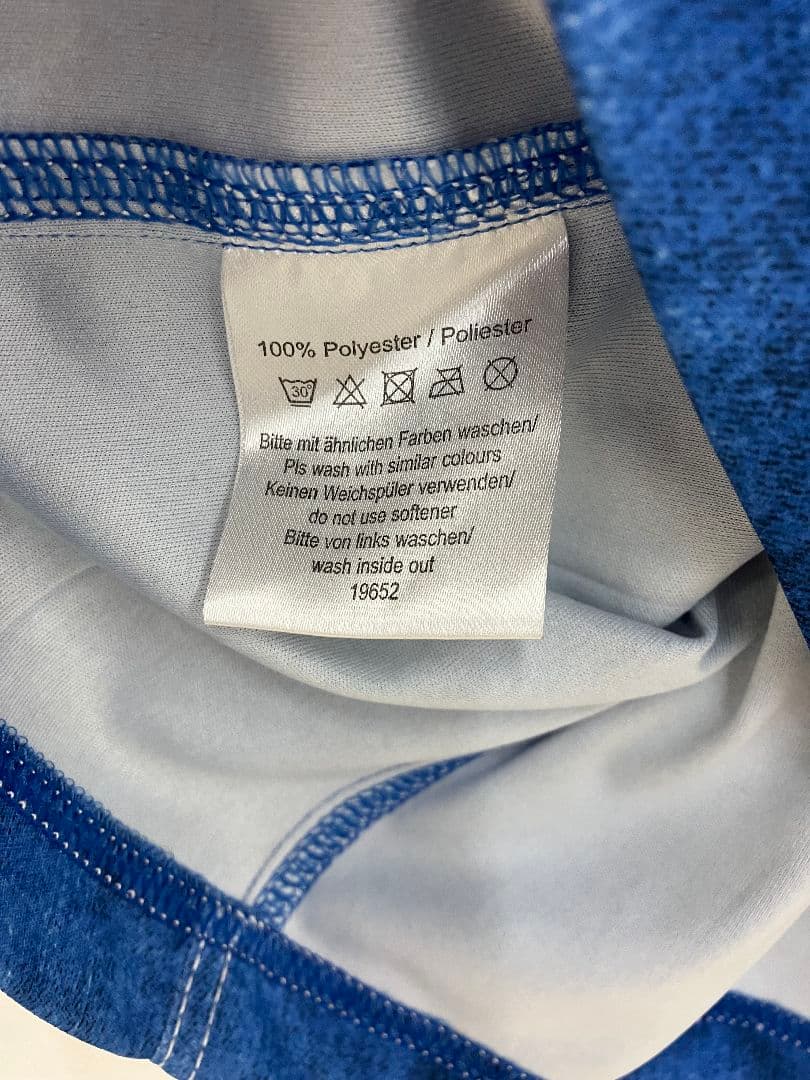 100% Polyester / Poliester
30°
Bitte mit ähnlichen Farben waschen/
Pls wash with similar colours
Keinen Weichspüler verwenden/
do not use softener
Bitte von links waschen/
wash inside out
19652